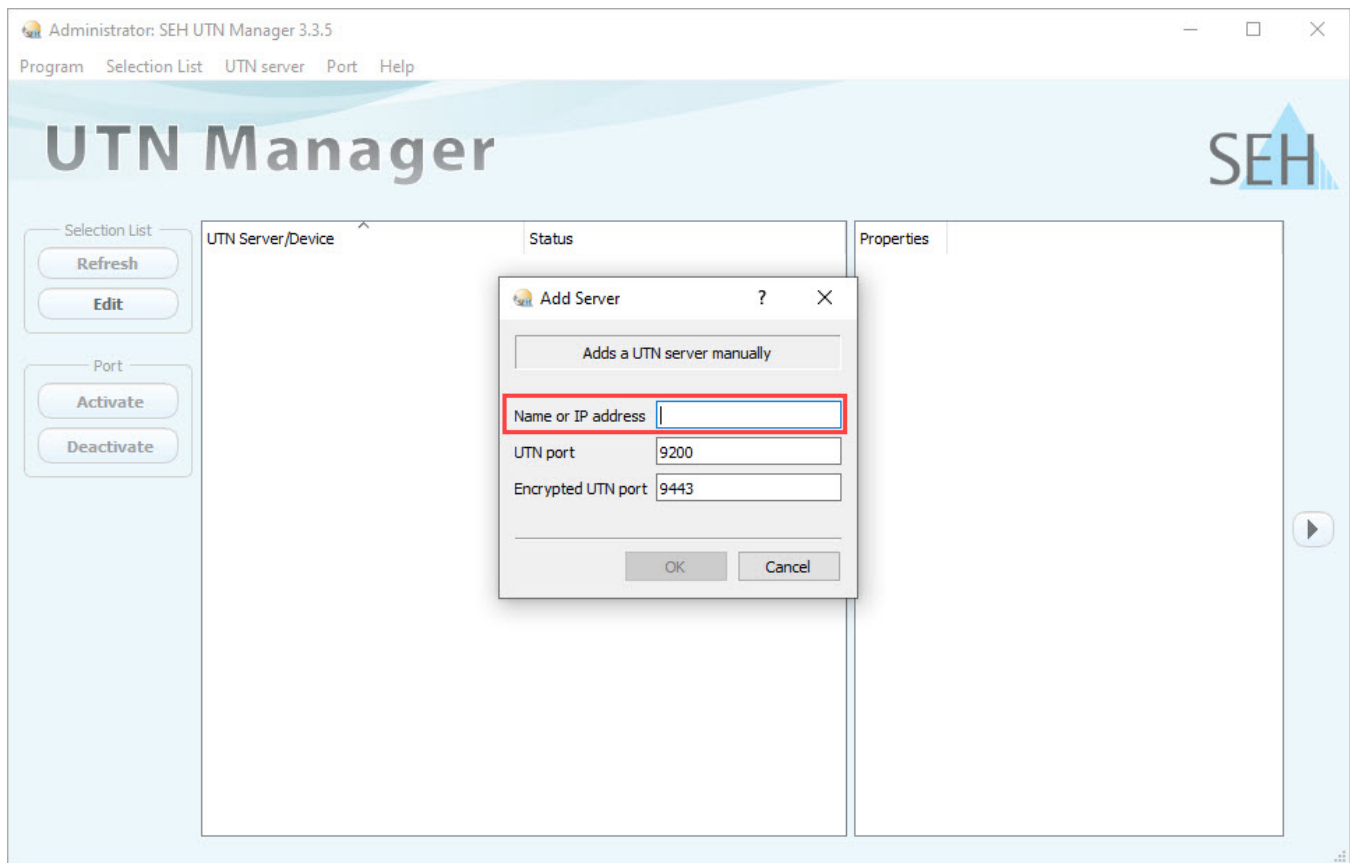 Administrator: SEH UTN Manager 3.3.5
Program Selection List UTN server Port Help
UTN Manager
SEH
Selection List
Refresh
Edit
Port
Activate
Deactivate
UTN Server/Device Status
Properties
Add Server ? 
Adds a UTN server manually
Name or IP address
UTN port 9200
Encrypted UTN port 9443
OK Cancel